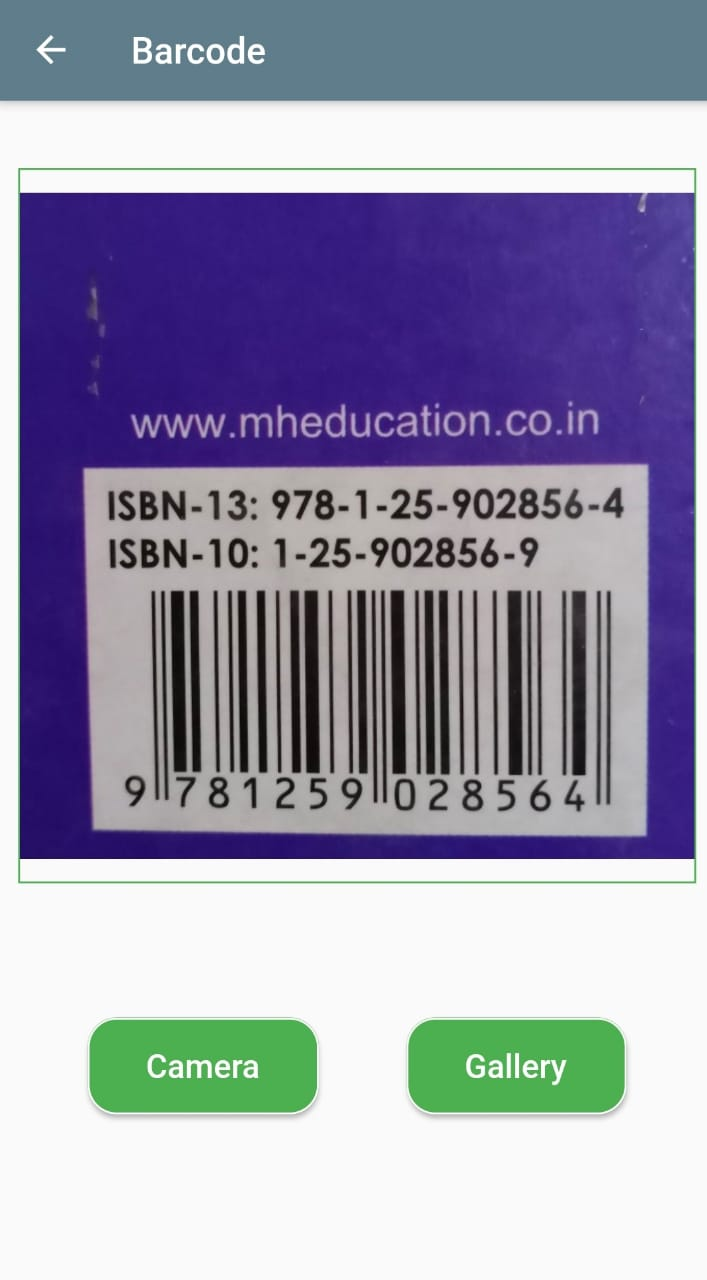 Barcode
www.mheducation.co.in
ISBN-13: 978-1-25-902856-4
ISBN-10: 1-25-902856-9
9 781259 028564
Camera
Gallery